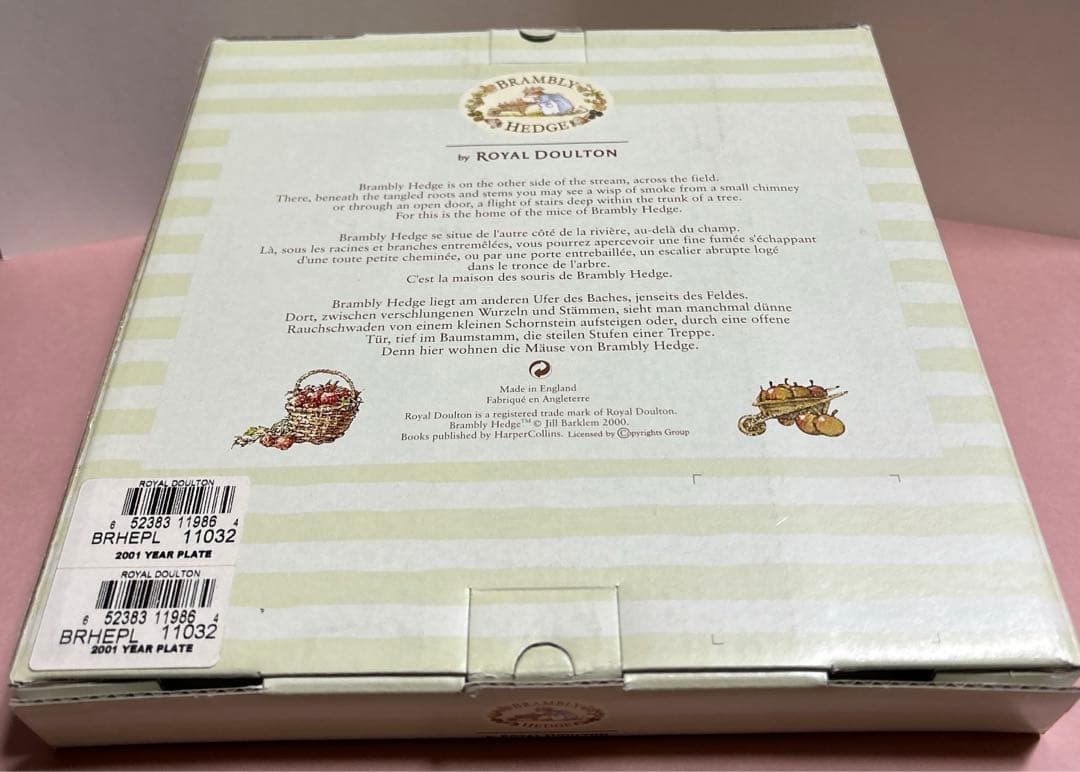 BRAMBLY
HEDGE
by ROYAL DOULTON
Brambly Hedge is on the other side of the stream, across the field.
There, beneath the tangled roots and stems you may see a wisp of smoke from a small chimney
or through an open door, a flight of stairs deep within the trunk of a tree.
For this is the home of the mice of Brambly Hedge.
Brambly Hedge se situe de l'autre côté de la rivière, au-delà du champ.
Là, sous les racines et branches entremêlées, vous pourrez apercevoir une fine fumée s'échappant
d'une toute petite cheminée, ou par une porte entrebaillée, un escalier abrupte logé
dans le tronce de l'arbre.
C'est la maison des souris de Brambly Hedge.
Brambly Hedge liegt am anderen Ufer des Baches, jenseits des Feldes.
Dort, zwischen verschlungenen Wurzeln und Stämmen, sieht man manchmal dünne
Rauchschwaden von einem kleinen Schornstein aufsteigen oder, durch eine offene
Tür, tief im Baumstamm, die steilen Stufen einer Treppe.
Denn hier wohnen die Mäuse von Brambly Hedge.
Made in England
Fabriqué en Angleterre
Royal Doulton is a registered trade mark of Royal Doulton.
Brambly Hedge™ © Jill Barklem 2000.
Books published by HarperCollins. Licensed by ©opyrights Group
ROYAL DOULTON
6 52383 11986 4
BRHEPL 11032
2001 YEAR PLATE
ROYAL DOULTON
6 52383 11986 4
BRHEPL 11032
2001 YEAR PLATE
BRAMBLY
HEDGE